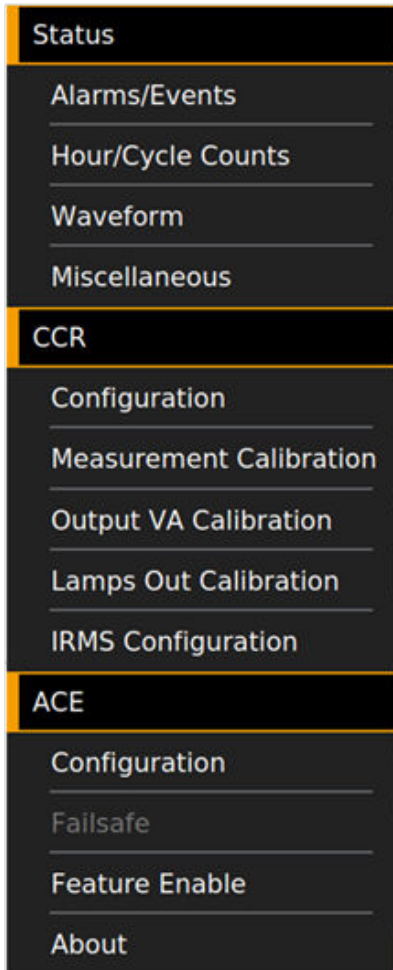 Status
Alarms/Events
Hour/Cycle Counts
Waveform
Miscellaneous
CCR
Configuration
Measurement Calibration
Output VA Calibration
Lamps Out Calibration
IRMS Configuration
ACE
Configuration
Failsafe
Feature Enable
About